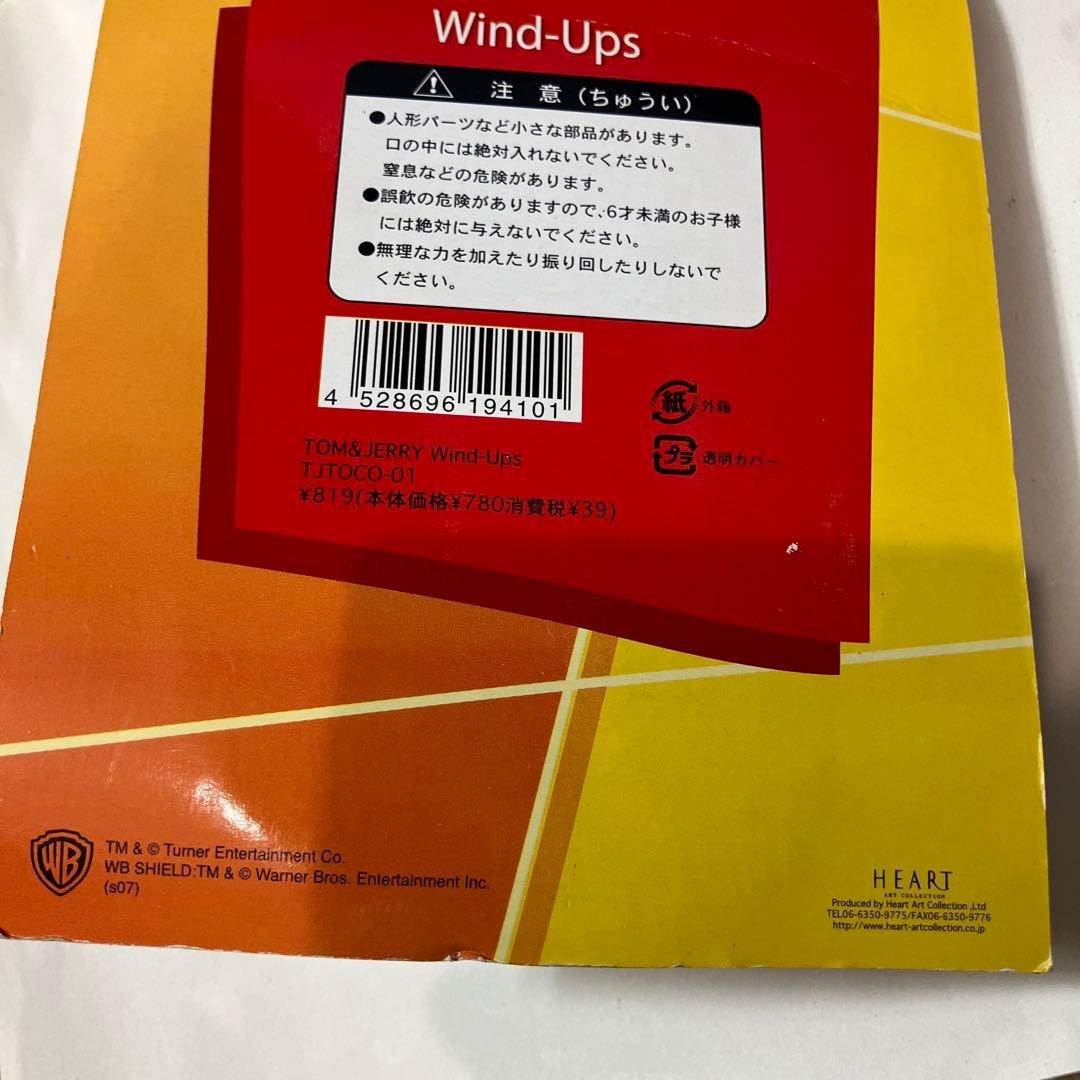 Wind-Ups
注 意 (ちゅうい)
●人形パーツなど小さな部品があります。
口の中には絶対入れないでください。
窒息などの危険があります。
●誤飲の危険がありますので、6才未満のお子様
には絶対に与えないでください。
●無理な力を加えたり振り回したりしないで
ください。
4 528696 194101
紙 外箱
プラ 透明カバー
TOM&JERRY Wind-Ups
TJTOCO-01
¥819(本体価格¥780消費税¥39)
WB
TM & © Turner Entertainment Co.
WB SHIELD:TM & © Warner Bros. Entertainment Inc.
(s07)
HEART
ART COLLECTION
Produced by Heart Art Collection ,Ltd
TEL06-6350-9775/FAX06-6350-9776
http://www.heart-artcollection.co.jp